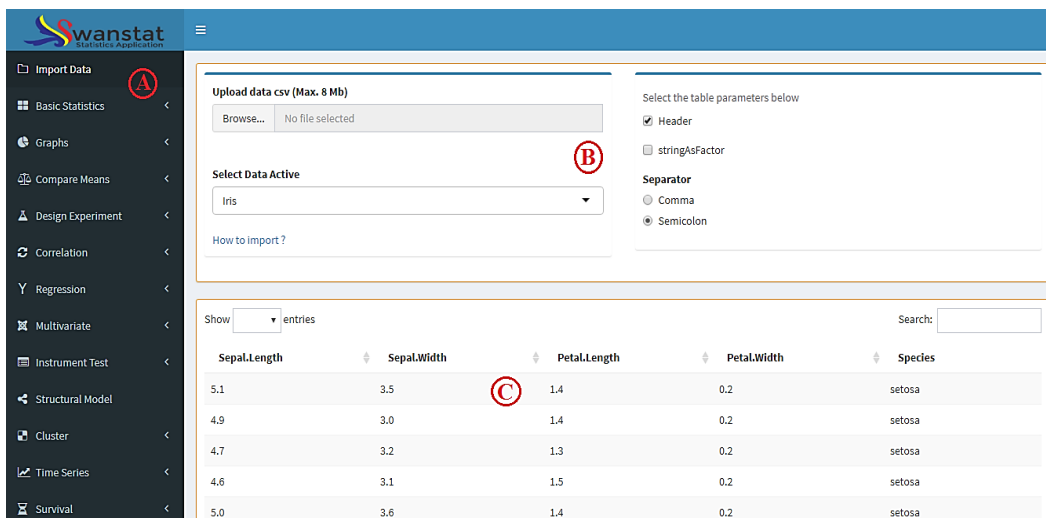 Swanstat
Statistics Application
Import Data
A
Basic Statistics
Graphs
Compare Means
Design Experiment
Correlation
Regression
Multivariate
Instrument Test
Structural Model
Cluster
Time Series
Survival
Upload data csv (Max. 8 Mb)
Browse... No file selected
B
Select Data Active
Iris
How to import ?
Select the table parameters below
Header
stringAsFactor
Separator
Comma
Semicolon
Show entries Search:
Sepal.Length Sepal.Width Petal.Length Petal.Width Species
5.1 3.5 C 1.4 0.2 setosa
4.9 3.0 1.4 0.2 setosa
4.7 3.2 1.3 0.2 setosa
4.6 3.1 1.5 0.2 setosa
5.0 3.6 1.4 0.2 setosa